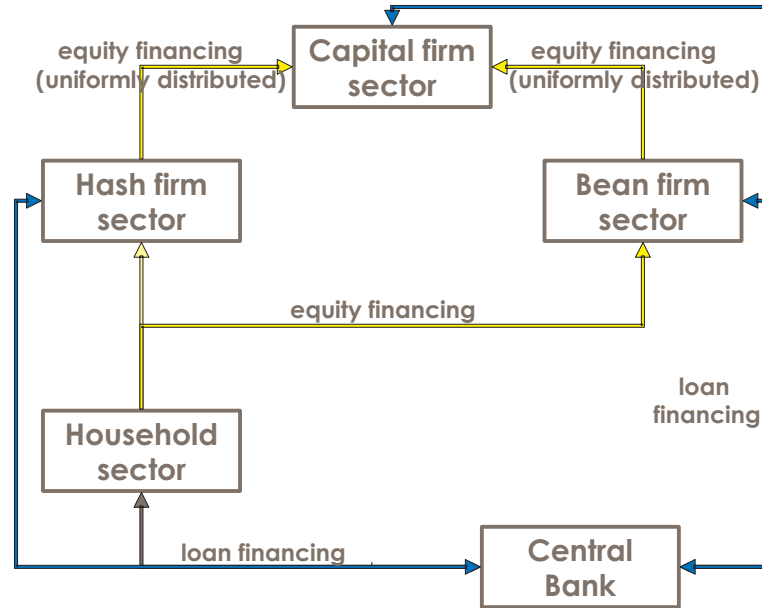 equity financing
(uniformly distributed)
Capital firm
sector
equity financing
(uniformly distributed)
Hash firm
sector
Bean firm
sector
equity financing
loan
financing
Household
sector
loan financing
Central
Bank